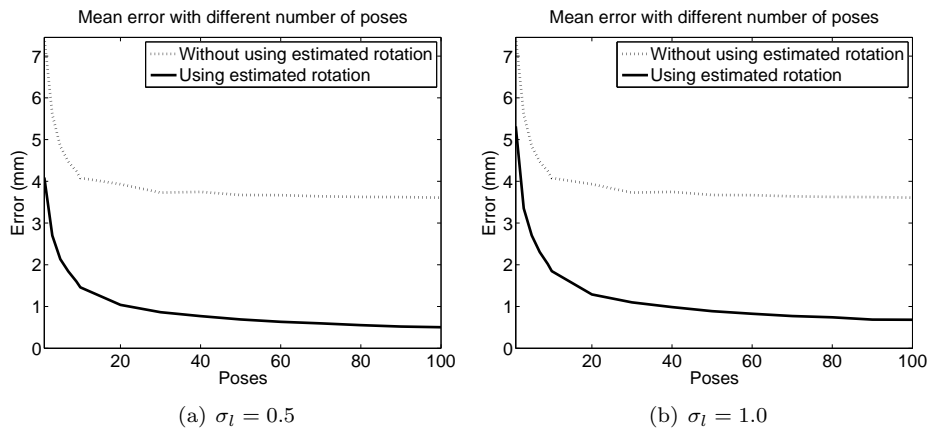 Mean error with different number of poses
7
6
5
4
3
2
1
0
Error (mm)
Without using estimated rotation
Using estimated rotation
20
40
60
80
100
Poses
(a) σ_l = 0.5
Mean error with different number of poses
7
6
5
4
3
2
1
0
Error (mm)
Without using estimated rotation
Using estimated rotation
20
40
60
80
100
Poses
(b) σ_l = 1.0